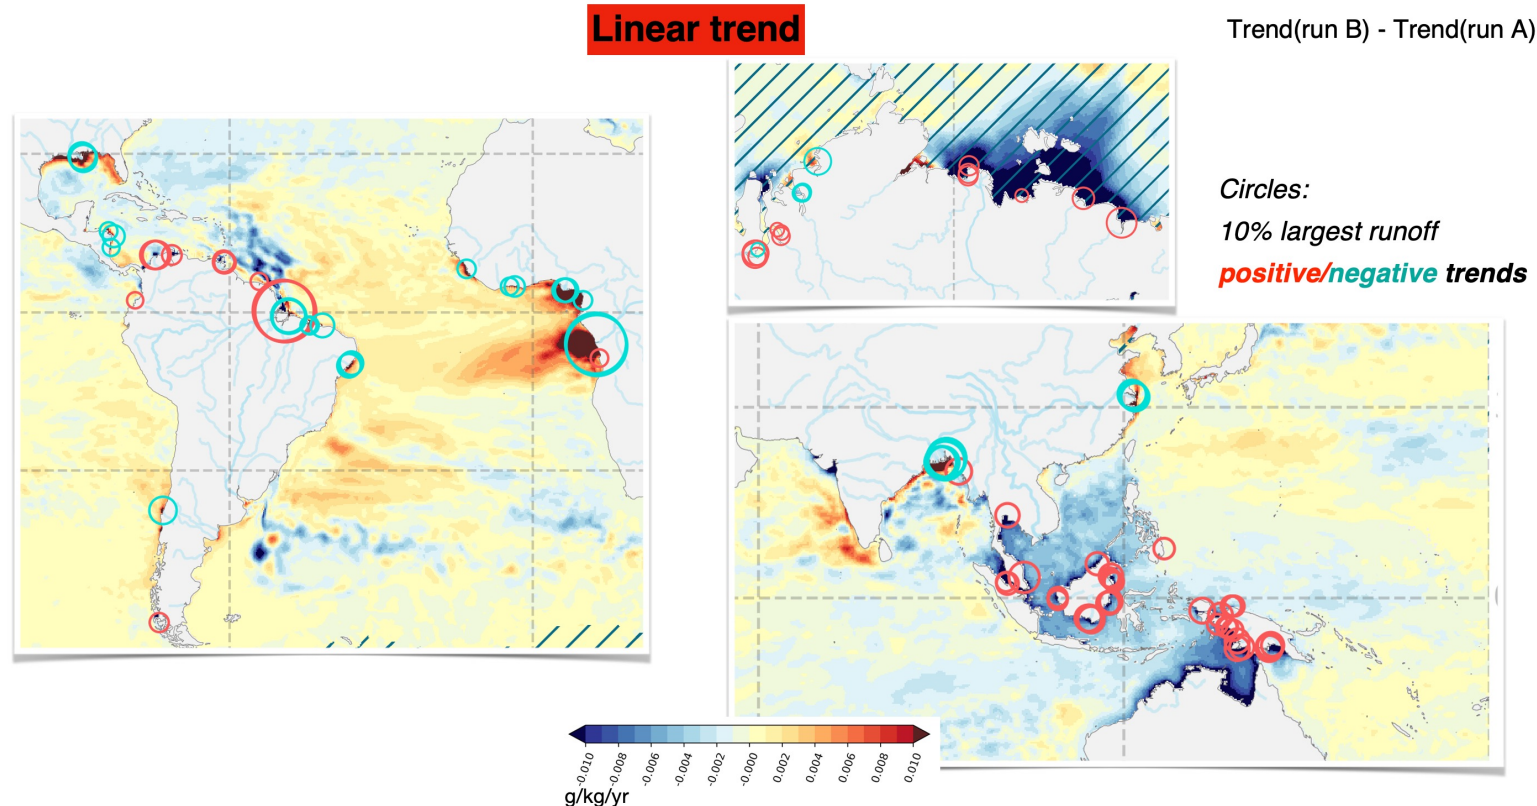 Linear trend
Trend(run B) - Trend(run A)
Circles:
10% largest runoff
positive/negative trends
-0.010
-0.008
-0.006
-0.004
-0.002
-0.000
0.002
0.004
0.006
0.008
0.010
g/kg/yr